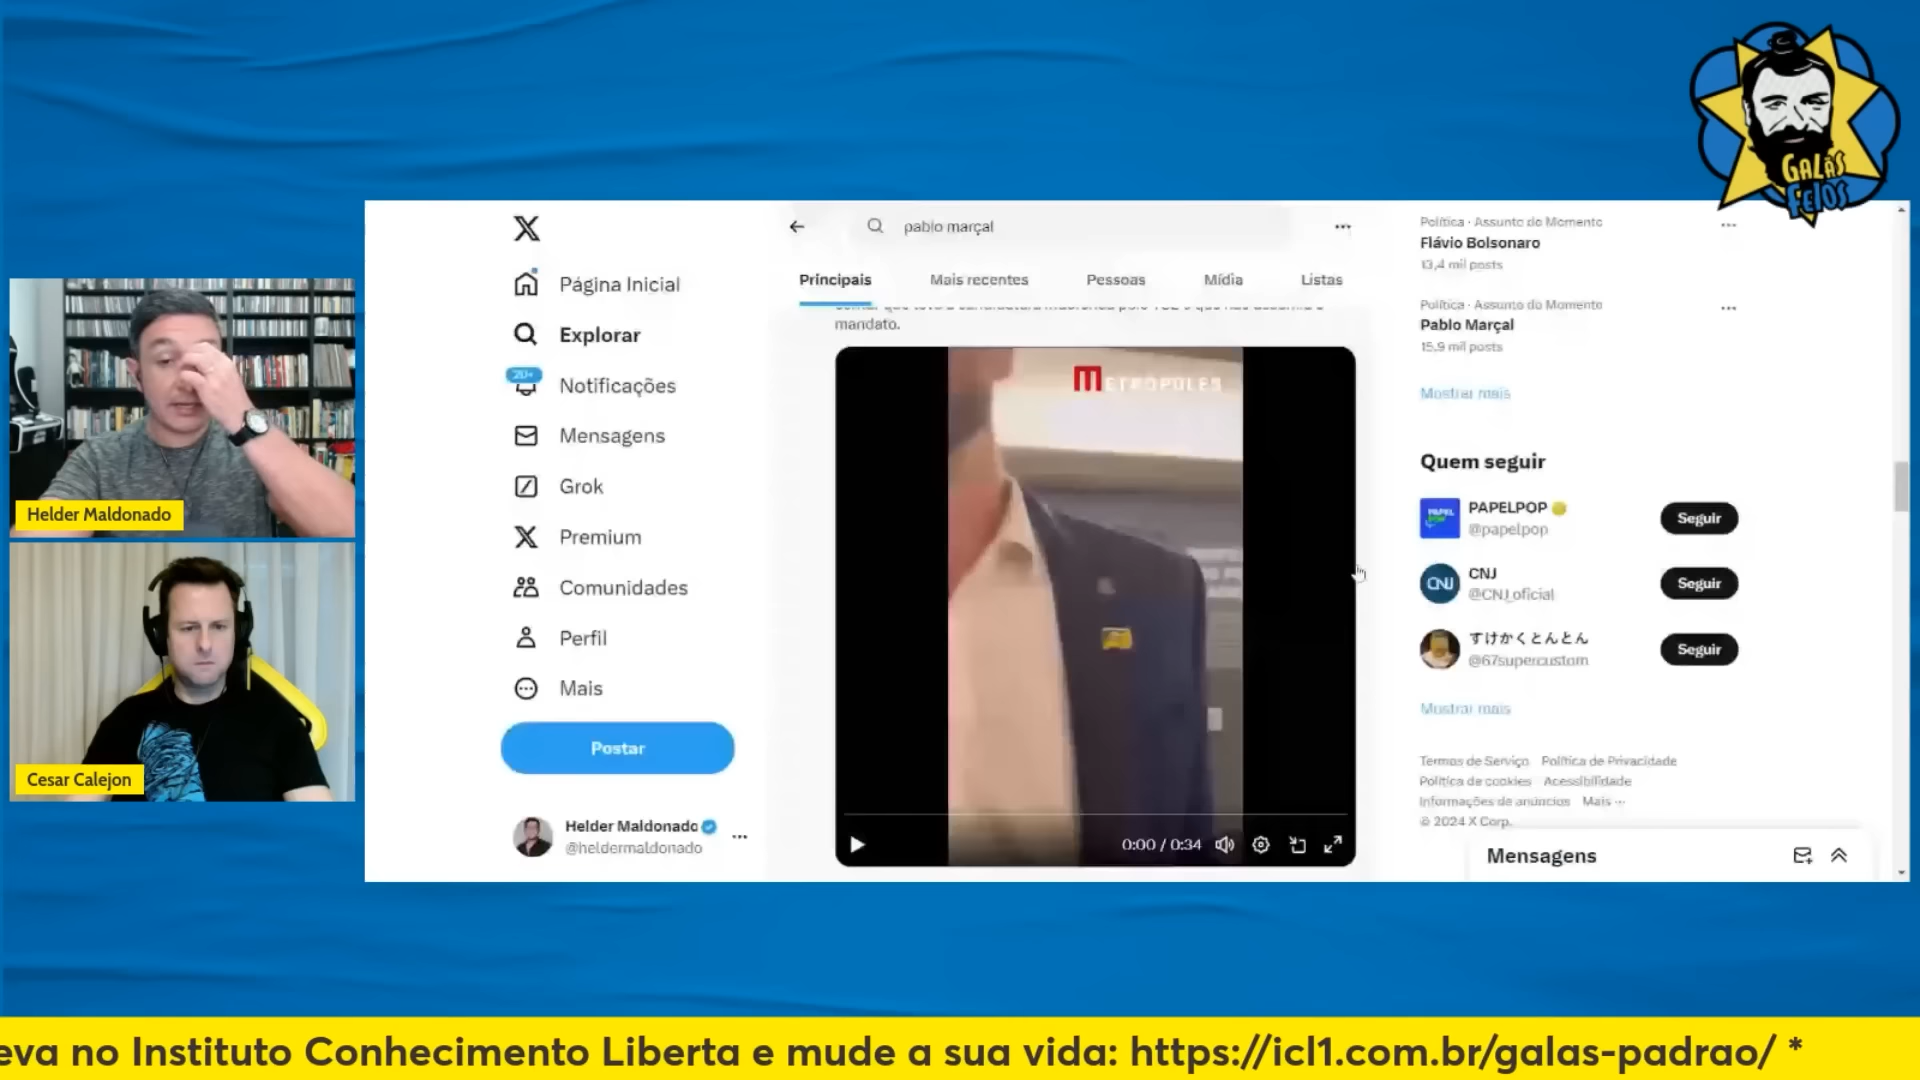 GALÃS
FEIOS
pablo marçal
Principais
Mais recentes
Pessoas
Mídia
Listas
mandato.
METRÓPOLES
0:00 / 0:34
Página Inicial
Explorar
20+
Notificações
Mensagens
Grok
Premium
Comunidades
Perfil
Mais
Postar
Helder Maldonado
@heldermaldonado
Política · Assunto do Momento
Flávio Bolsonaro
13,4 mil posts
Política · Assunto do Momento
Pablo Marçal
15,9 mil posts
Mostrar mais
Quem seguir
PAPELPOP
@papelpop
Seguir
CNJ
CNJ
@CNJ_oficial
Seguir
すけかくとんとん
@67supercustom
Seguir
Mostrar mais
Termos de Serviço Política de Privacidade
Política de cookies Acessibilidade
Informações de anúncios Mais ···
© 2024 X Corp.
Mensagens
Helder Maldonado
Cesar Calejon
eva no Instituto Conhecimento Liberta e mude a sua vida: https://icl1.com.br/galas-padrao/ *